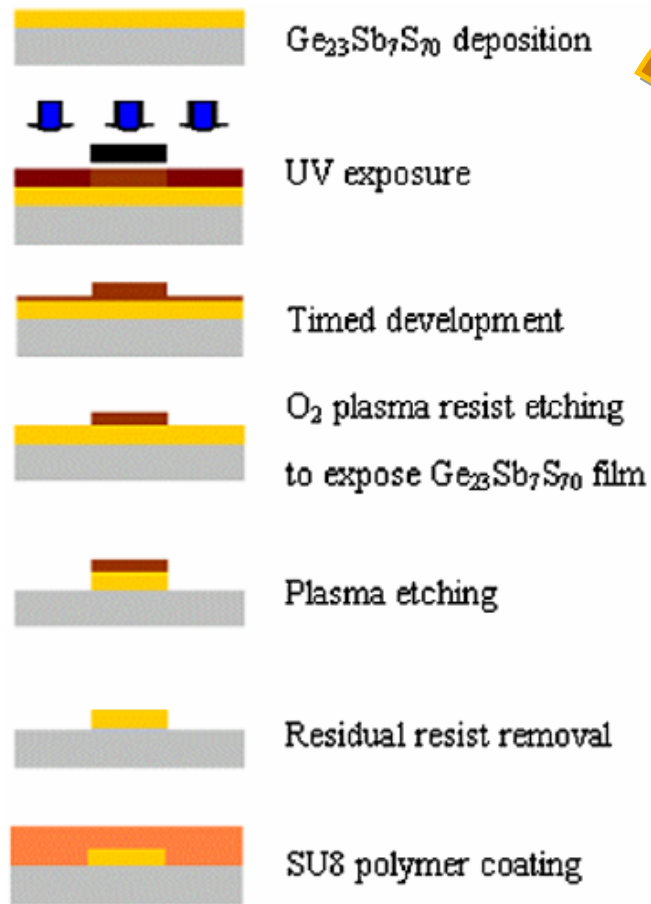 Ge₂₃Sb₇S₇₀ deposition
UV exposure
Timed development
O₂ plasma resist etching
to expose Ge₂₃Sb₇S₇₀ film
Plasma etching
Residual resist removal
SU8 polymer coating